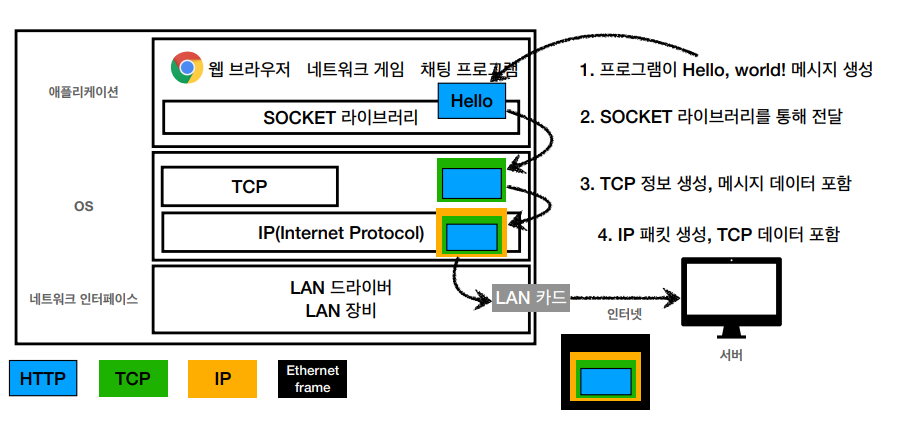 애플리케이션
웹 브라우저 네트워크 게임 채팅 프로그램
Hello
SOCKET 라이브러리
OS
TCP
IP(Internet Protocol)
네트워크 인터페이스
LAN 드라이버
LAN 장비
1. 프로그램이 Hello, world! 메시지 생성
2. SOCKET 라이브러리를 통해 전달
3. TCP 정보 생성, 메시지 데이터 포함
4. IP 패킷 생성, TCP 데이터 포함
LAN 카드
인터넷
서버
HTTP
TCP
IP
Ethernet
frame